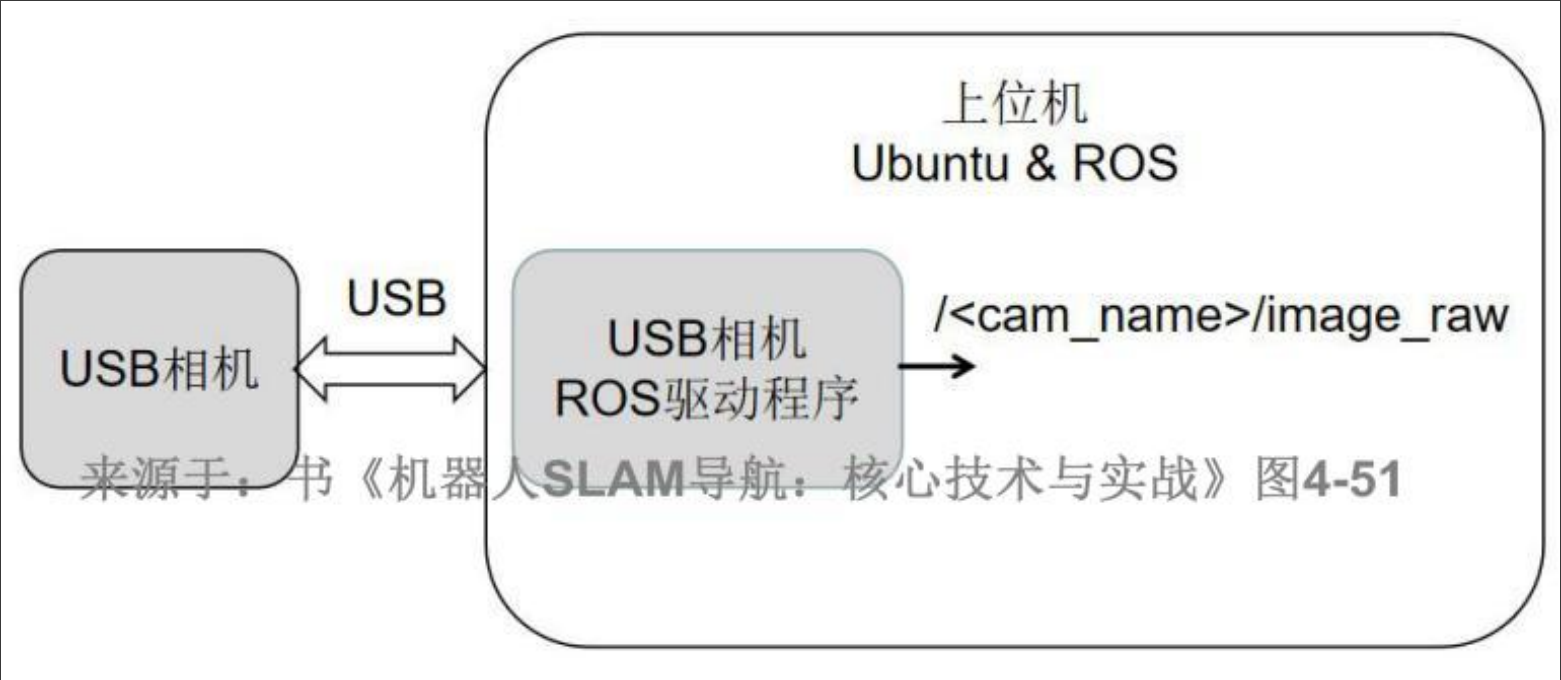 上位机
Ubuntu & ROS
USB
/<cam_name>/image_raw
USB相机
USB相机
ROS驱动程序
来源于：书《机器人SLAM导航：核心技术与实战》图4-51